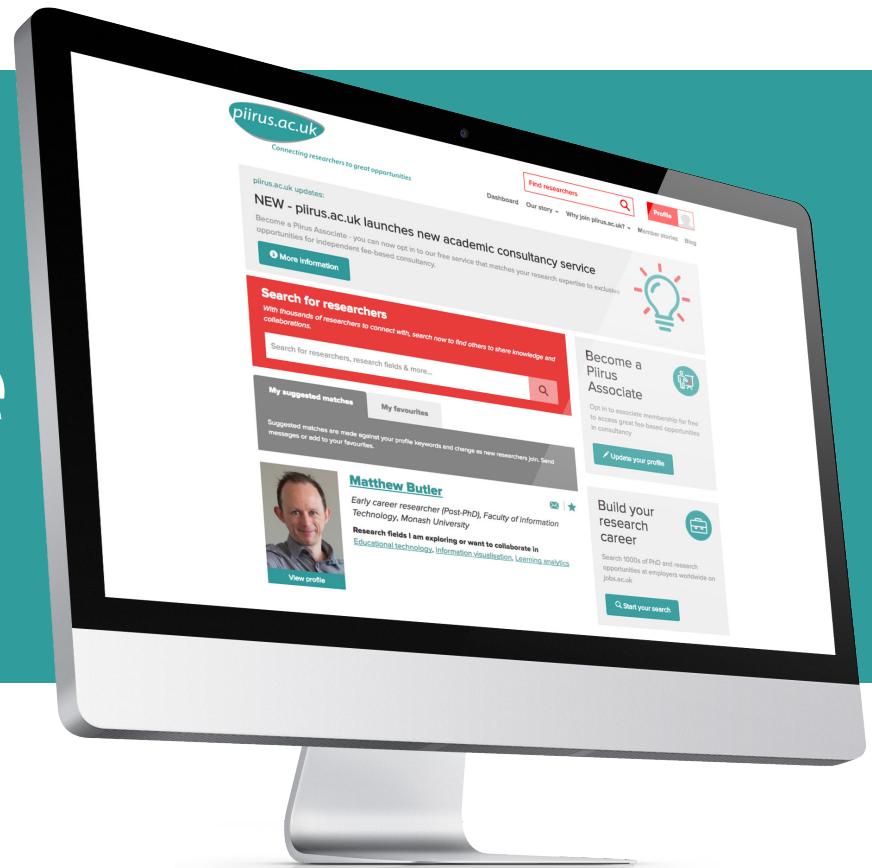 e
piirus.ac.uk
Connecting researchers to great opportunities
Find researchers
Profile
Dashboard
Our story
Why join piirus.ac.uk?
Member stories
Blog
piirus.ac.uk updates:
NEW - piirus.ac.uk launches new academic consultancy service
Become a Piirus Associate - you can now opt in to our free service that matches your research expertise to exclusive
opportunities for independent fee-based consultancy.
More information
Search for researchers
With thousands of researchers to connect with, search now to find others to share knowledge and
collaborations.
Search for researchers, research fields & more...
My suggested matches
My favourites
Suggested matches are made against your profile keywords and change as new researchers join. Send
messages or add to your favourites.
Matthew Butler
Early career researcher (Post-PhD), Faculty of Information
Technology, Monash University
Research fields I am exploring or want to collaborate in
Educational technology, Information visualisation, Learning analytics
View profile
Become a
Piirus
Associate
Opt in to associate membership for free
to access great fee-based opportunities
in consultancy
Update your profile
Build your
research
career
Search 1000s of PhD and research
opportunities at employers worldwide on
jobs.ac.uk
Start your search